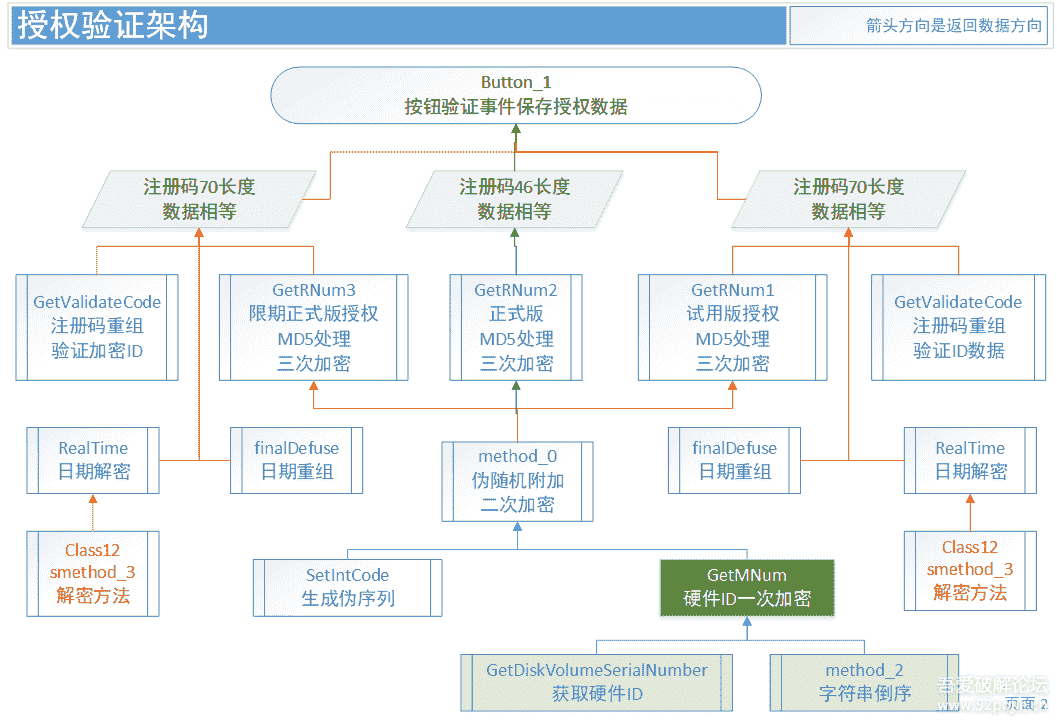 授权验证架构
箭头方向是返回数据方向
Button_1
按钮验证事件保存授权数据
注册码70长度
数据相等
注册码46长度
数据相等
注册码70长度
数据相等
GetValidateCode
注册码重组
验证加密ID
GetRNum3
限期正式版授权
MD5处理
三次加密
GetRNum2
正式版
MD5处理
三次加密
GetRNum1
试用版授权
MD5处理
三次加密
GetValidateCode
注册码重组
验证ID数据
RealTime
日期解密
finalDefuse
日期重组
method_0
伪随机附加
二次加密
finalDefuse
日期重组
RealTime
日期解密
Class12
smethod_3
解密方法
SetIntCode
生成伪序列
GetMNum
硬件ID一次加密
Class12
smethod_3
解密方法
GetDiskVolumeSerialNumber
获取硬件ID
method_2
字符串倒序
吾爱破解论坛
页面 2